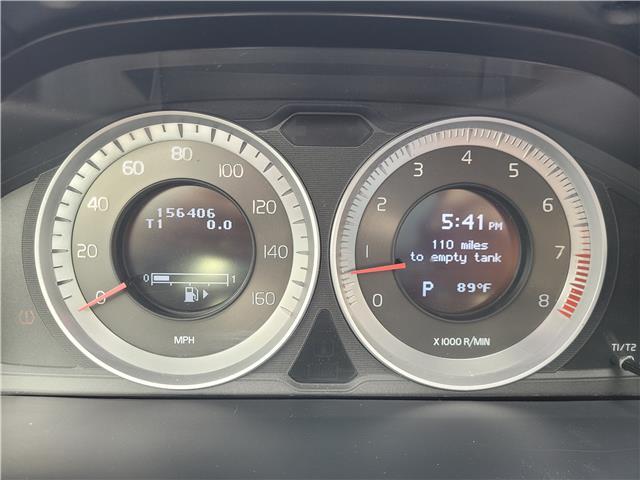 156406
T1 0.0
0 1
0 20 40 60 80 100 120 140 160
MPH
5:41 PM
110 miles
to empty tank
P 89°F
0 1 2 3 4 5 6 7 8
X 1000 R/MIN
T1/T2